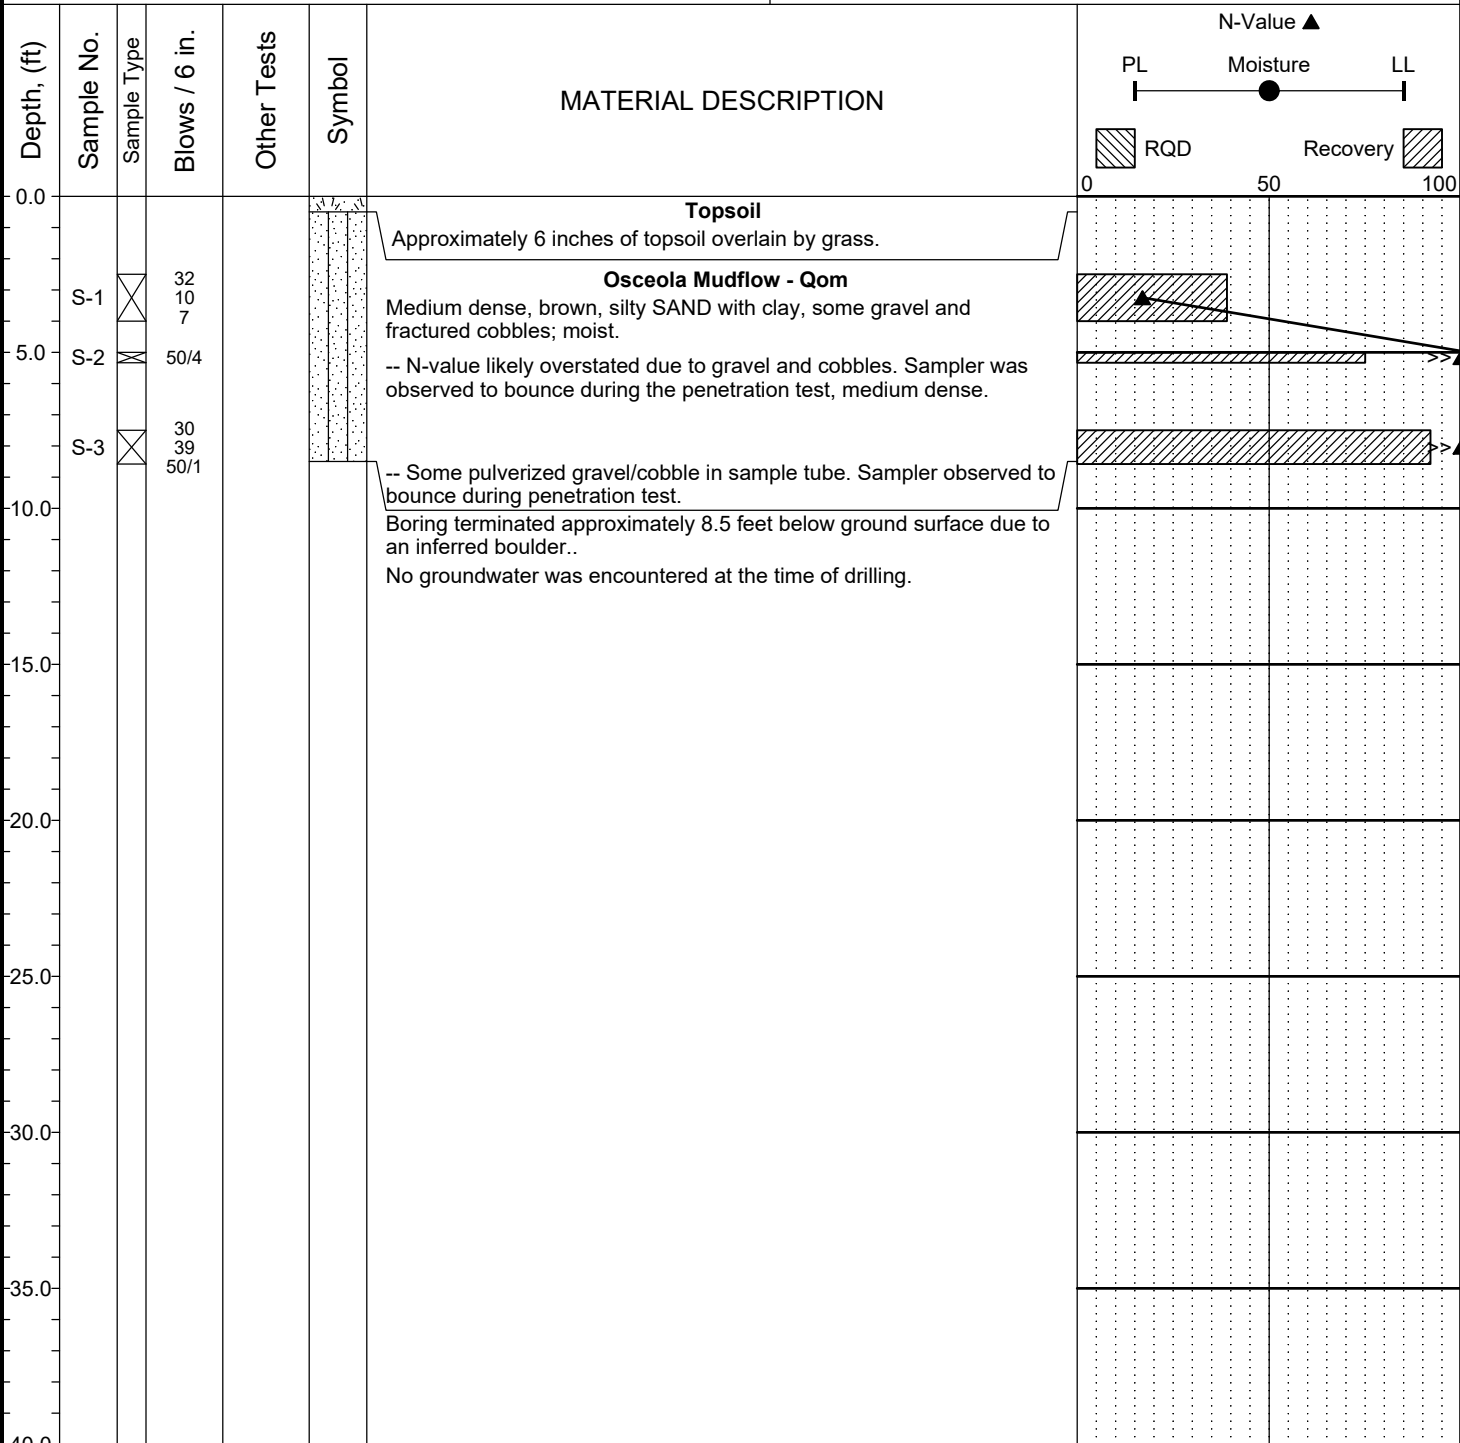 Depth, (ft)
Sample No.
Sample Type
Blows / 6 in.
Other Tests
Symbol
MATERIAL DESCRIPTION
N-Value ▲
PL Moisture LL
RQD Recovery
0 50 100
0.0
Topsoil
Approximately 6 inches of topsoil overlain by grass.
Osceola Mudflow - Qom
S-1
32
10
7
Medium dense, brown, silty SAND with clay, some gravel and
fractured cobbles; moist.
5.0
S-2
50/4
>>
-- N-value likely overstated due to gravel and cobbles. Sampler was
observed to bounce during the penetration test, medium dense.
S-3
30
39
50/1
>>
-- Some pulverized gravel/cobble in sample tube. Sampler observed to
bounce during penetration test.
10.0
Boring terminated approximately 8.5 feet below ground surface due to
an inferred boulder..
No groundwater was encountered at the time of drilling.
15.0
20.0
25.0
30.0
35.0
40.0